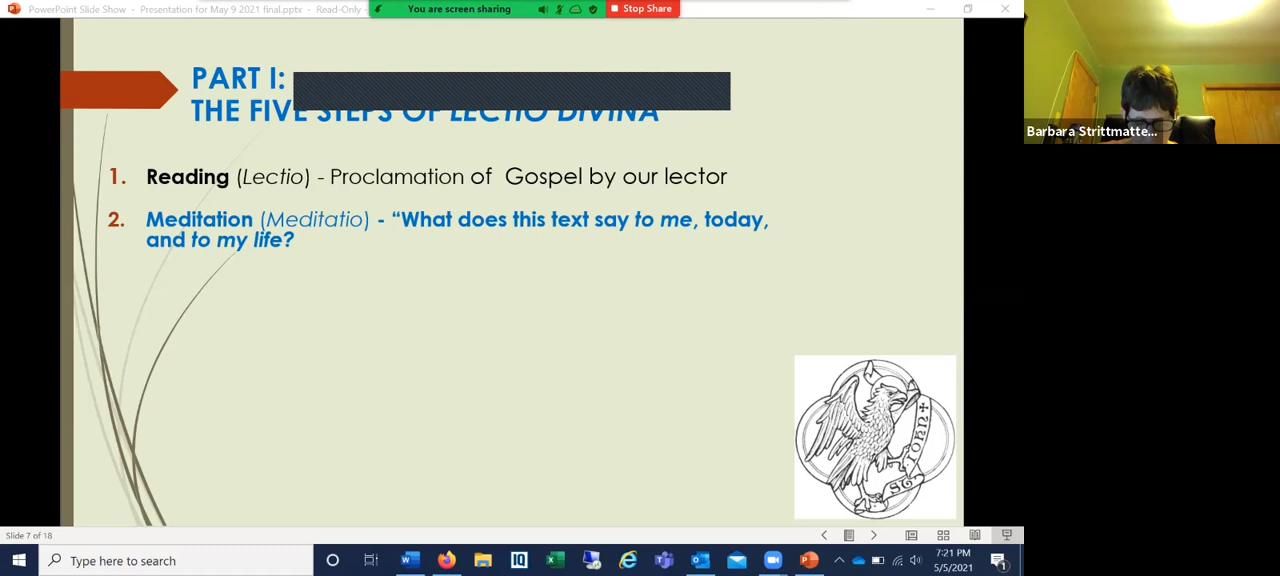 PowerPoint Slide Show - Presentation for May 9 2021 final.pptx - Read-Only -
You are screen sharing
Stop Share
PART I:
THE FIVE STEPS OF LECTIO DIVINA
1. Reading (Lectio) - Proclamation of Gospel by our lector
2. Meditation (Meditatio) - “What does this text say to me, today,
and to my life?
Barbara Strittmatte...
Slide 7 of 18
Type here to search
7:21 PM
5/5/2021
1